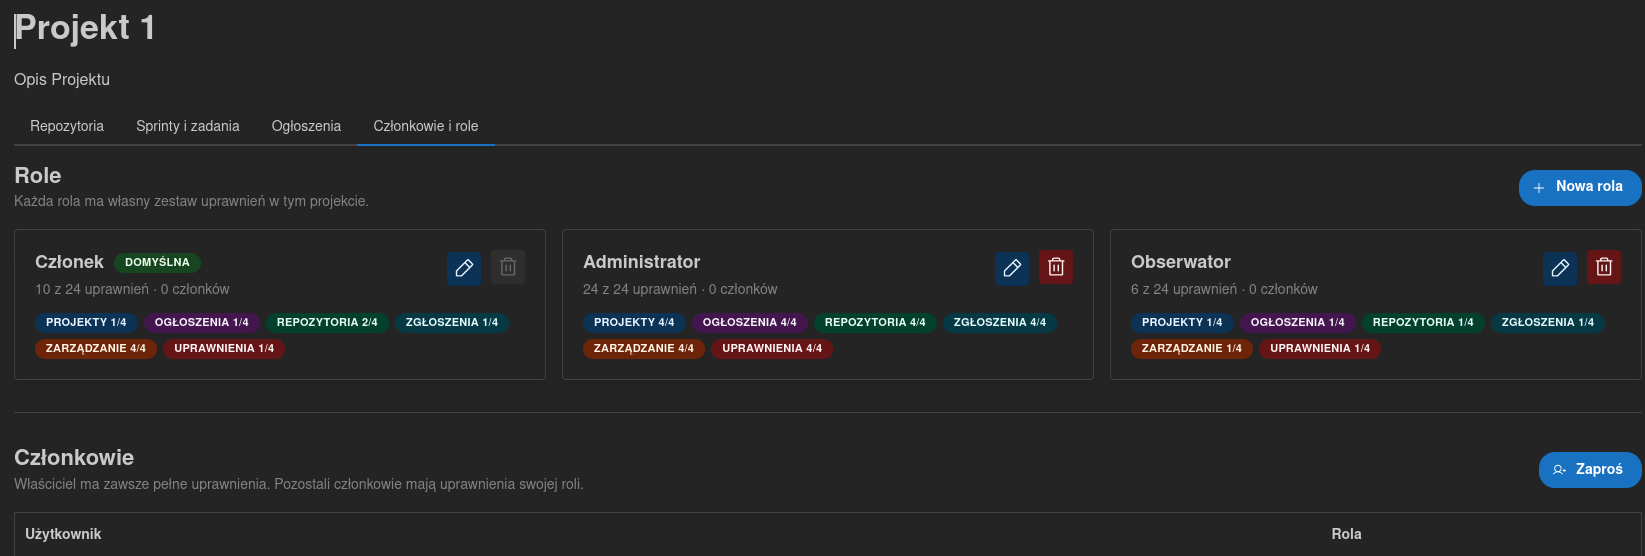 Projekt 1
Opis Projektu
Repozytoria Sprinty i zadania Ogłoszenia Członkowie i role
Role
Każda rola ma własny zestaw uprawnień w tym projekcie.
Nowa rola
Członek DOMYŚLNA
10 z 24 uprawnień · 0 członków
PROJEKTY 1/4 OGŁOSZENIA 1/4 REPOZYTORIA 2/4 ZGŁOSZENIA 1/4
ZARZĄDZANIE 4/4 UPRAWNIENIA 1/4
Administrator
24 z 24 uprawnień · 0 członków
PROJEKTY 4/4 OGŁOSZENIA 4/4 REPOZYTORIA 4/4 ZGŁOSZENIA 4/4
ZARZĄDZANIE 4/4 UPRAWNIENIA 4/4
Obserwator
6 z 24 uprawnień · 0 członków
PROJEKTY 1/4 OGŁOSZENIA 1/4 REPOZYTORIA 1/4 ZGŁOSZENIA 1/4
ZARZĄDZANIE 1/4 UPRAWNIENIA 1/4
Członkowie
Właściciel ma zawsze pełne uprawnienia. Pozostali członkowie mają uprawnienia swojej roli.
Zaproś
Użytkownik Rola